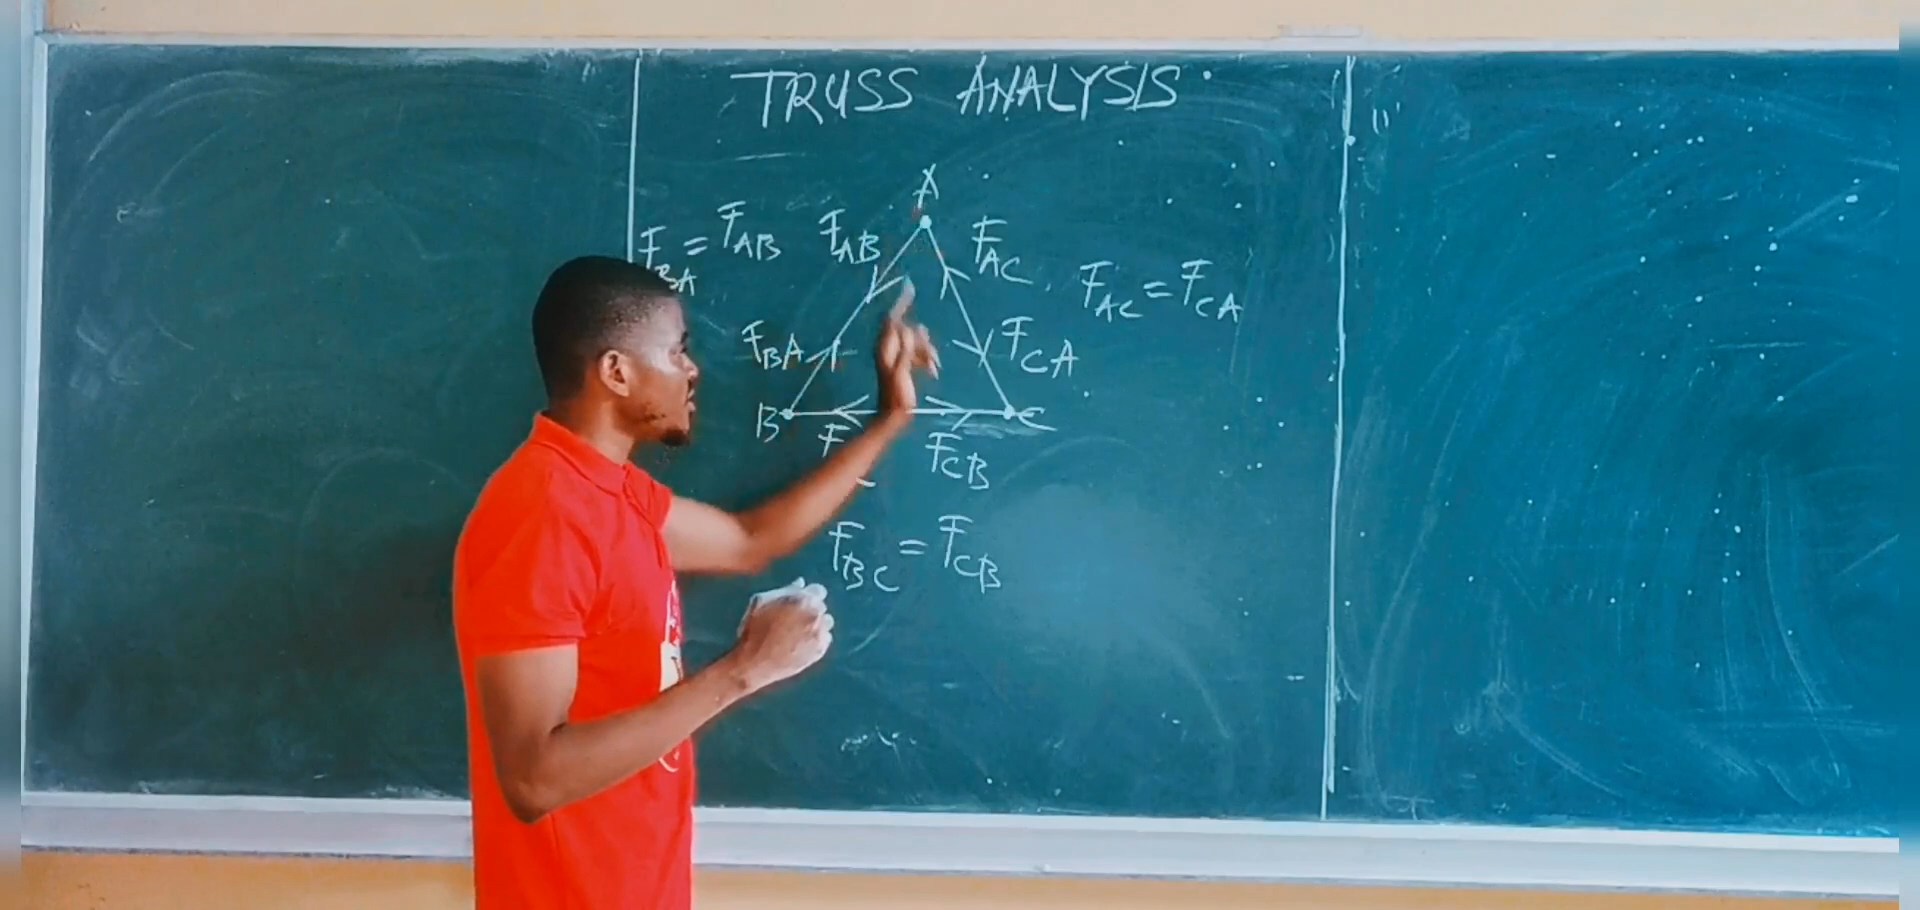 TRUSS ANALYSIS.
A
F_BA = F_AB
F_AB
F_AC
F_AC = F_CA
F_BA
F_CA
B
C
F
F_CB
F_BC = F_CB